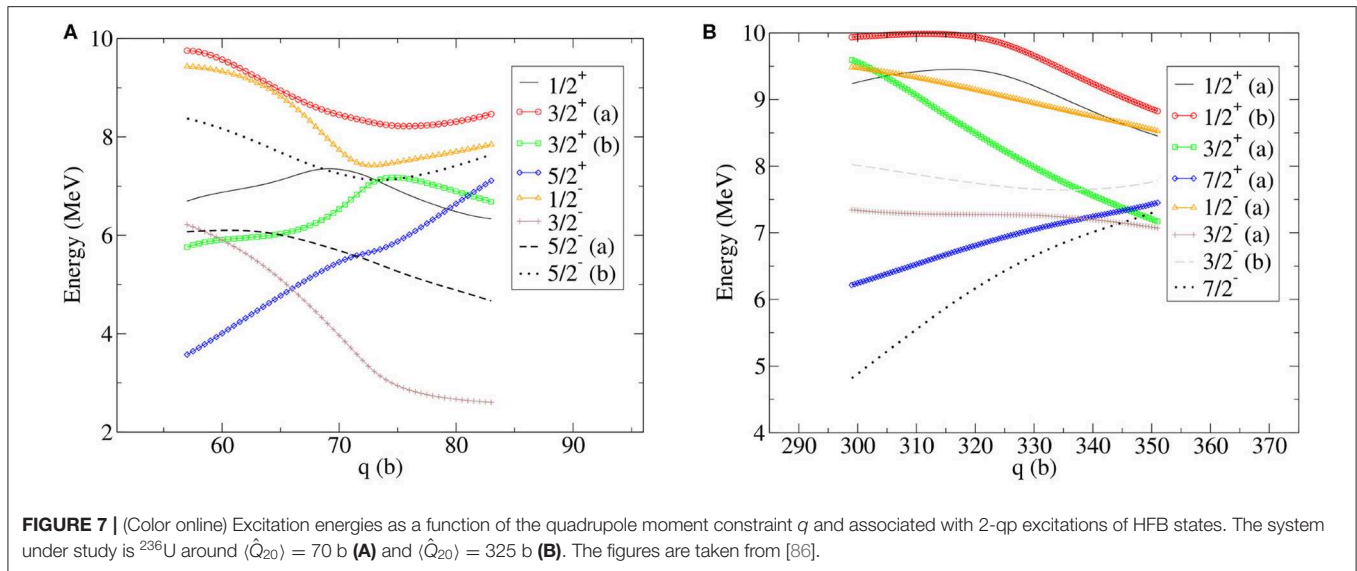 A
10
8
6
4
2
Energy (MeV)
60 70 80 90
q (b)
1/2⁺
3/2⁺ (a)
3/2⁺ (b)
5/2⁺
1/2⁻
3/2⁻
5/2⁻ (a)
5/2⁻ (b)
B
10
9
8
7
6
5
4
Energy (MeV)
290 300 310 320 330 340 350 360 370
q (b)
1/2⁺ (a)
1/2⁺ (b)
3/2⁺ (a)
7/2⁺ (a)
1/2⁻ (a)
3/2⁻ (a)
3/2⁻ (b)
7/2⁻
FIGURE 7 | (Color online) Excitation energies as a function of the quadrupole moment constraint q and associated with 2-qp excitations of HFB states. The system
under study is ²³⁶U around ⟨Q̂₂₀⟩ = 70 b (A) and ⟨Q̂₂₀⟩ = 325 b (B). The figures are taken from [86].